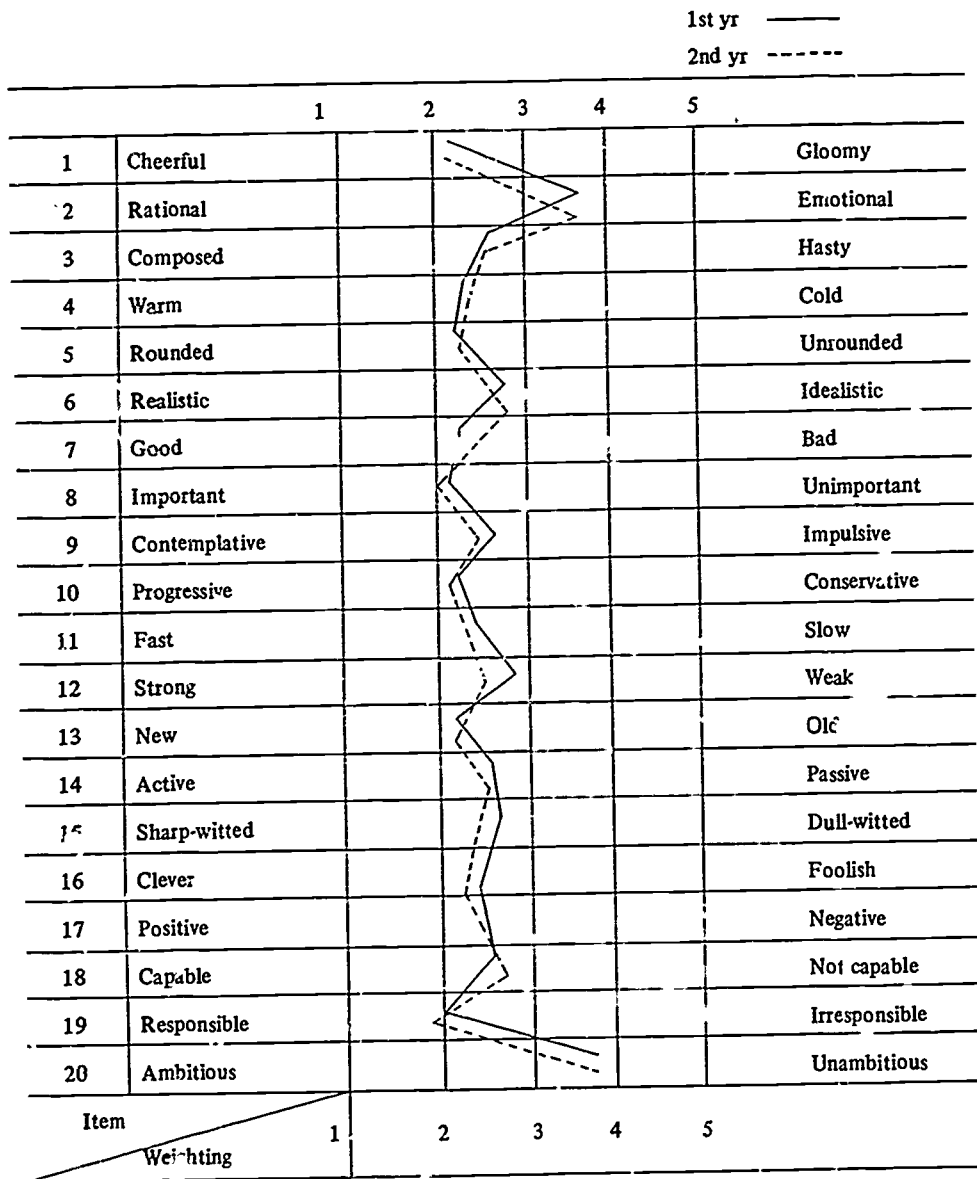 1st yr
2nd yr
1 2 3 4 5
1 Cheerful Gloomy
2 Rational Emotional
3 Composed Hasty
4 Warm Cold
5 Rounded Unrounded
6 Realistic Idealistic
7 Good Bad
8 Important Unimportant
9 Contemplative Impulsive
10 Progressive Conservative
11 Fast Slow
12 Strong Weak
13 New Old
14 Active Passive
15 Sharp-witted Dull-witted
16 Clever Foolish
17 Positive Negative
18 Capable Not capable
19 Responsible Irresponsible
20 Ambitious Unambitious
Item
1 2 3 4 5
Weighting